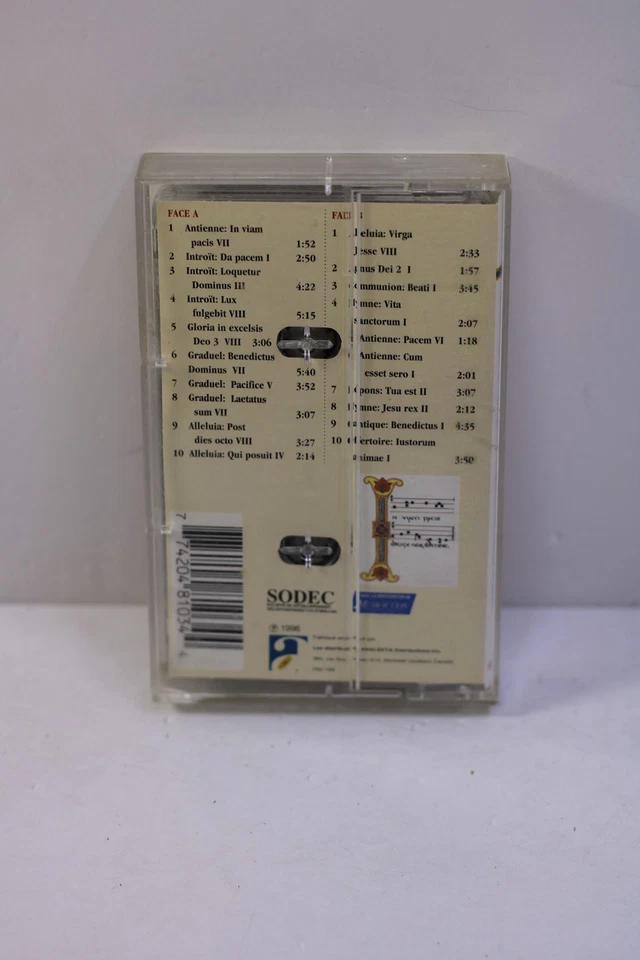 FACE A
1 Antienne: In viam
pacis VII 1:52
2 Introït: Da pacem I 2:50
3 Introït: Loquetur
Dominus III 4:22
4 Introït: Lux
fulgebit VIII 5:15
5 Gloria in excelsis
Deo 3 VIII 3:06
6 Graduel: Benedictus
Dominus VII 5:40
7 Graduel: Pacifice V 3:52
8 Graduel: Laetatus
sum VII 3:07
9 Alleluia: Post
dies octo VIII 3:27
10 Alleluia: Qui posuit IV 2:14
FACE B
1 Alleluia: Virga
Jesse VIII 2:33
2 Agnus Dei 2 I 1:57
3 Communion: Beati I 3:45
4 Hymne: Vita
sanctorum I 2:07
Antienne: Pacem VI 1:18
Antienne: Cum
esset sero I 2:01
7 Répons: Tua est II 3:07
8 Hymne: Jesu rex II 2:12
9 Cantique: Benedictus I 4:35
10 Offertoire: Iustorum
animae I 3:50
7 74204 81034 4
SODEC
℗ 1996